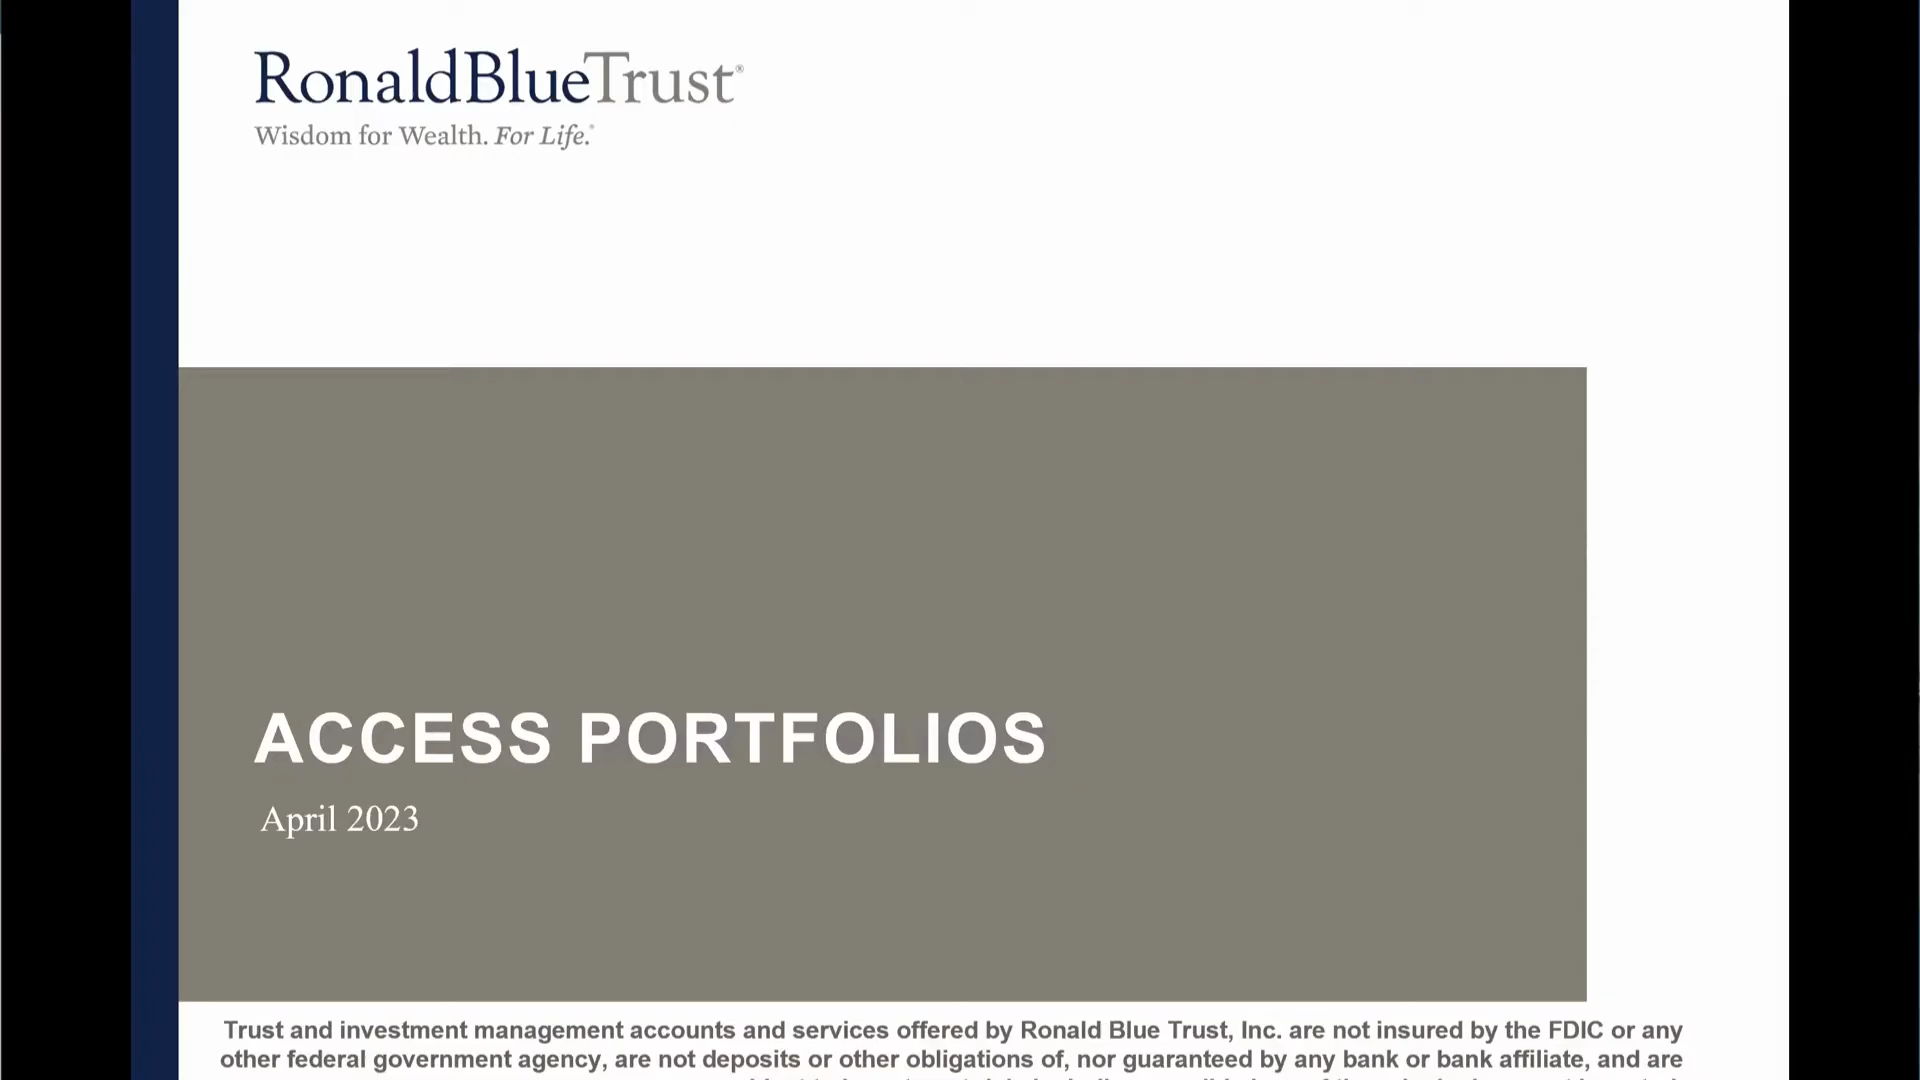 RonaldBlueTrust®
Wisdom for Wealth. For Life.®
ACCESS PORTFOLIOS
April 2023
Trust and investment management accounts and services offered by Ronald Blue Trust, Inc. are not insured by the FDIC or any
other federal government agency, are not deposits or other obligations of, nor guaranteed by any bank or bank affiliate, and are